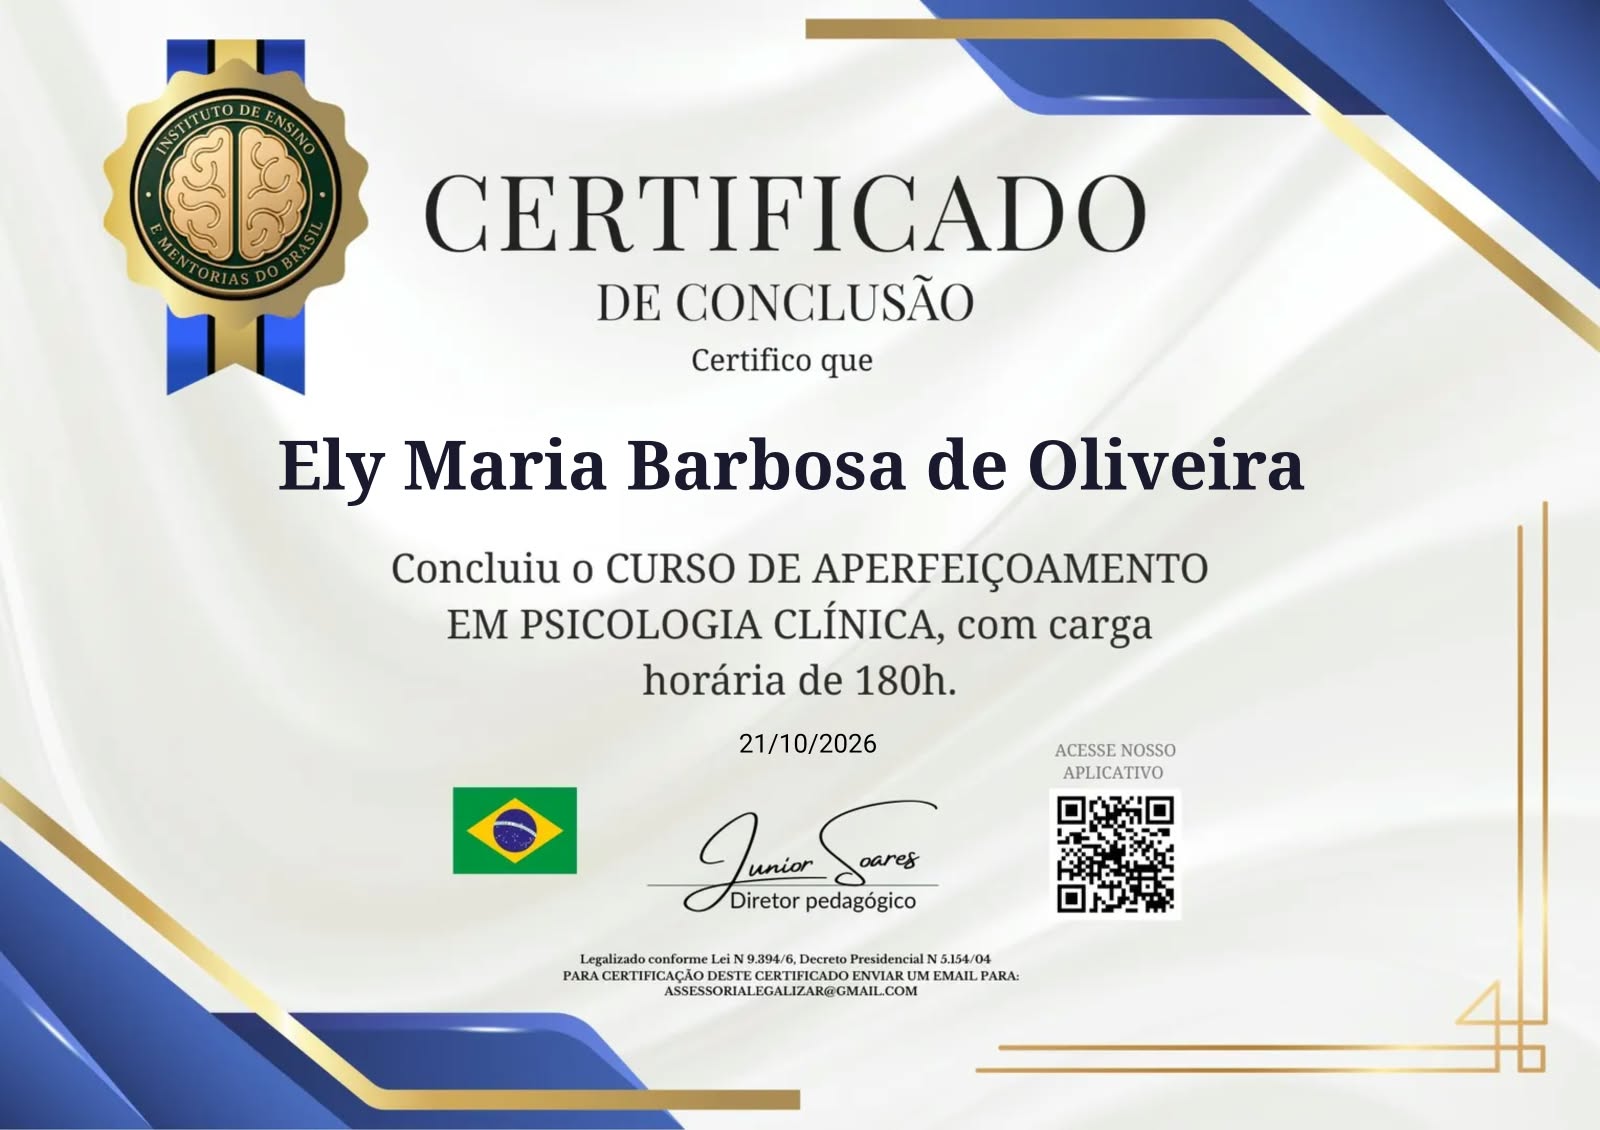 INSTITUTO DE ENSINO
E MENTORIAS DO BRASIL
CERTIFICADO
DE CONCLUSÃO
Certifico que
Ely Maria Barbosa de Oliveira
Concluiu o CURSO DE APERFEIÇOAMENTO
EM PSICOLOGIA CLÍNICA, com carga
horária de 180h.
21/10/2026
ACESSE NOSSO
APLICATIVO
Junior Soares
Diretor pedagógico
Legalizado conforme Lei N 9.394/6, Decreto Presidencial N 5.154/04
PARA CERTIFICAÇÃO DESTE CERTIFICADO ENVIAR UM EMAIL PARA:
ASSESSORIALEGALIZAR@GMAIL.COM